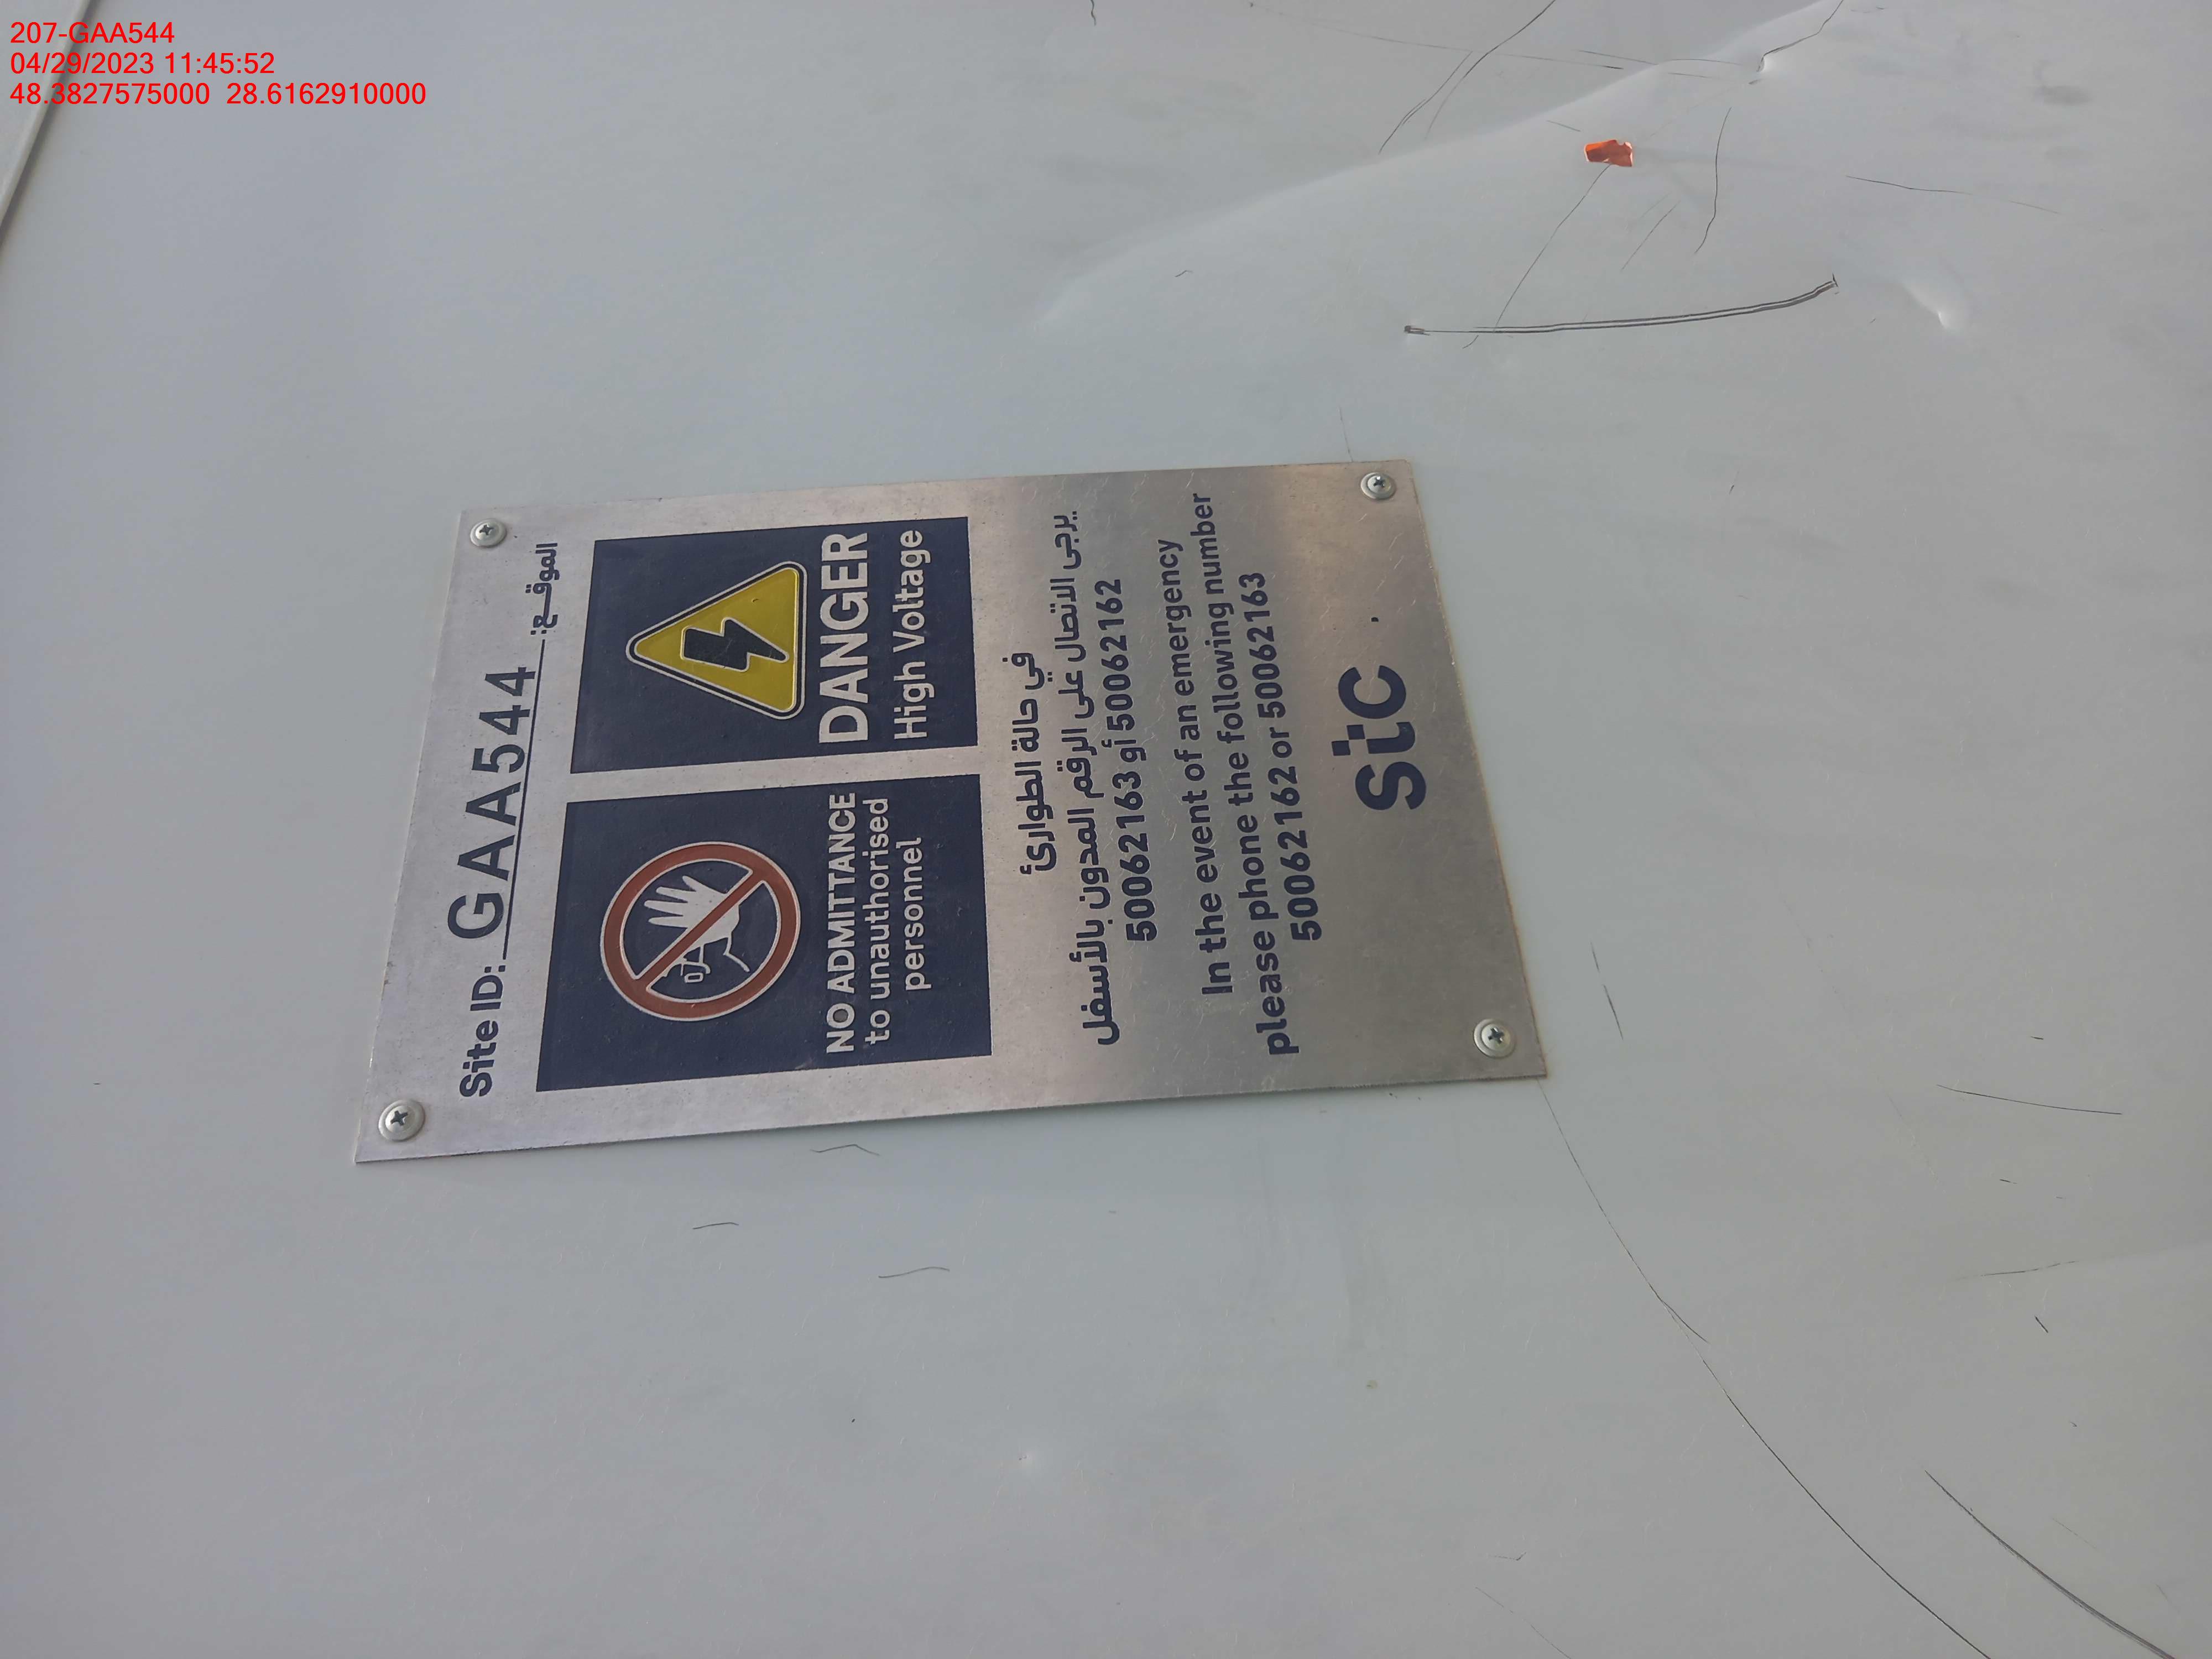 207-GAA544
04/29/2023 11:45:52
48.3827575000 28.6162910000
Site ID: GAA544 الموقع:
NO ADMITTANCE
to unauthorised
personnel
DANGER
High Voltage
في حالة الطوارئ
يرجى الاتصال على الرقم المدون بالأسفل
50062163 أو 50062162
In the event of an emergency
please phone the following number
50062162 or 50062163
stc